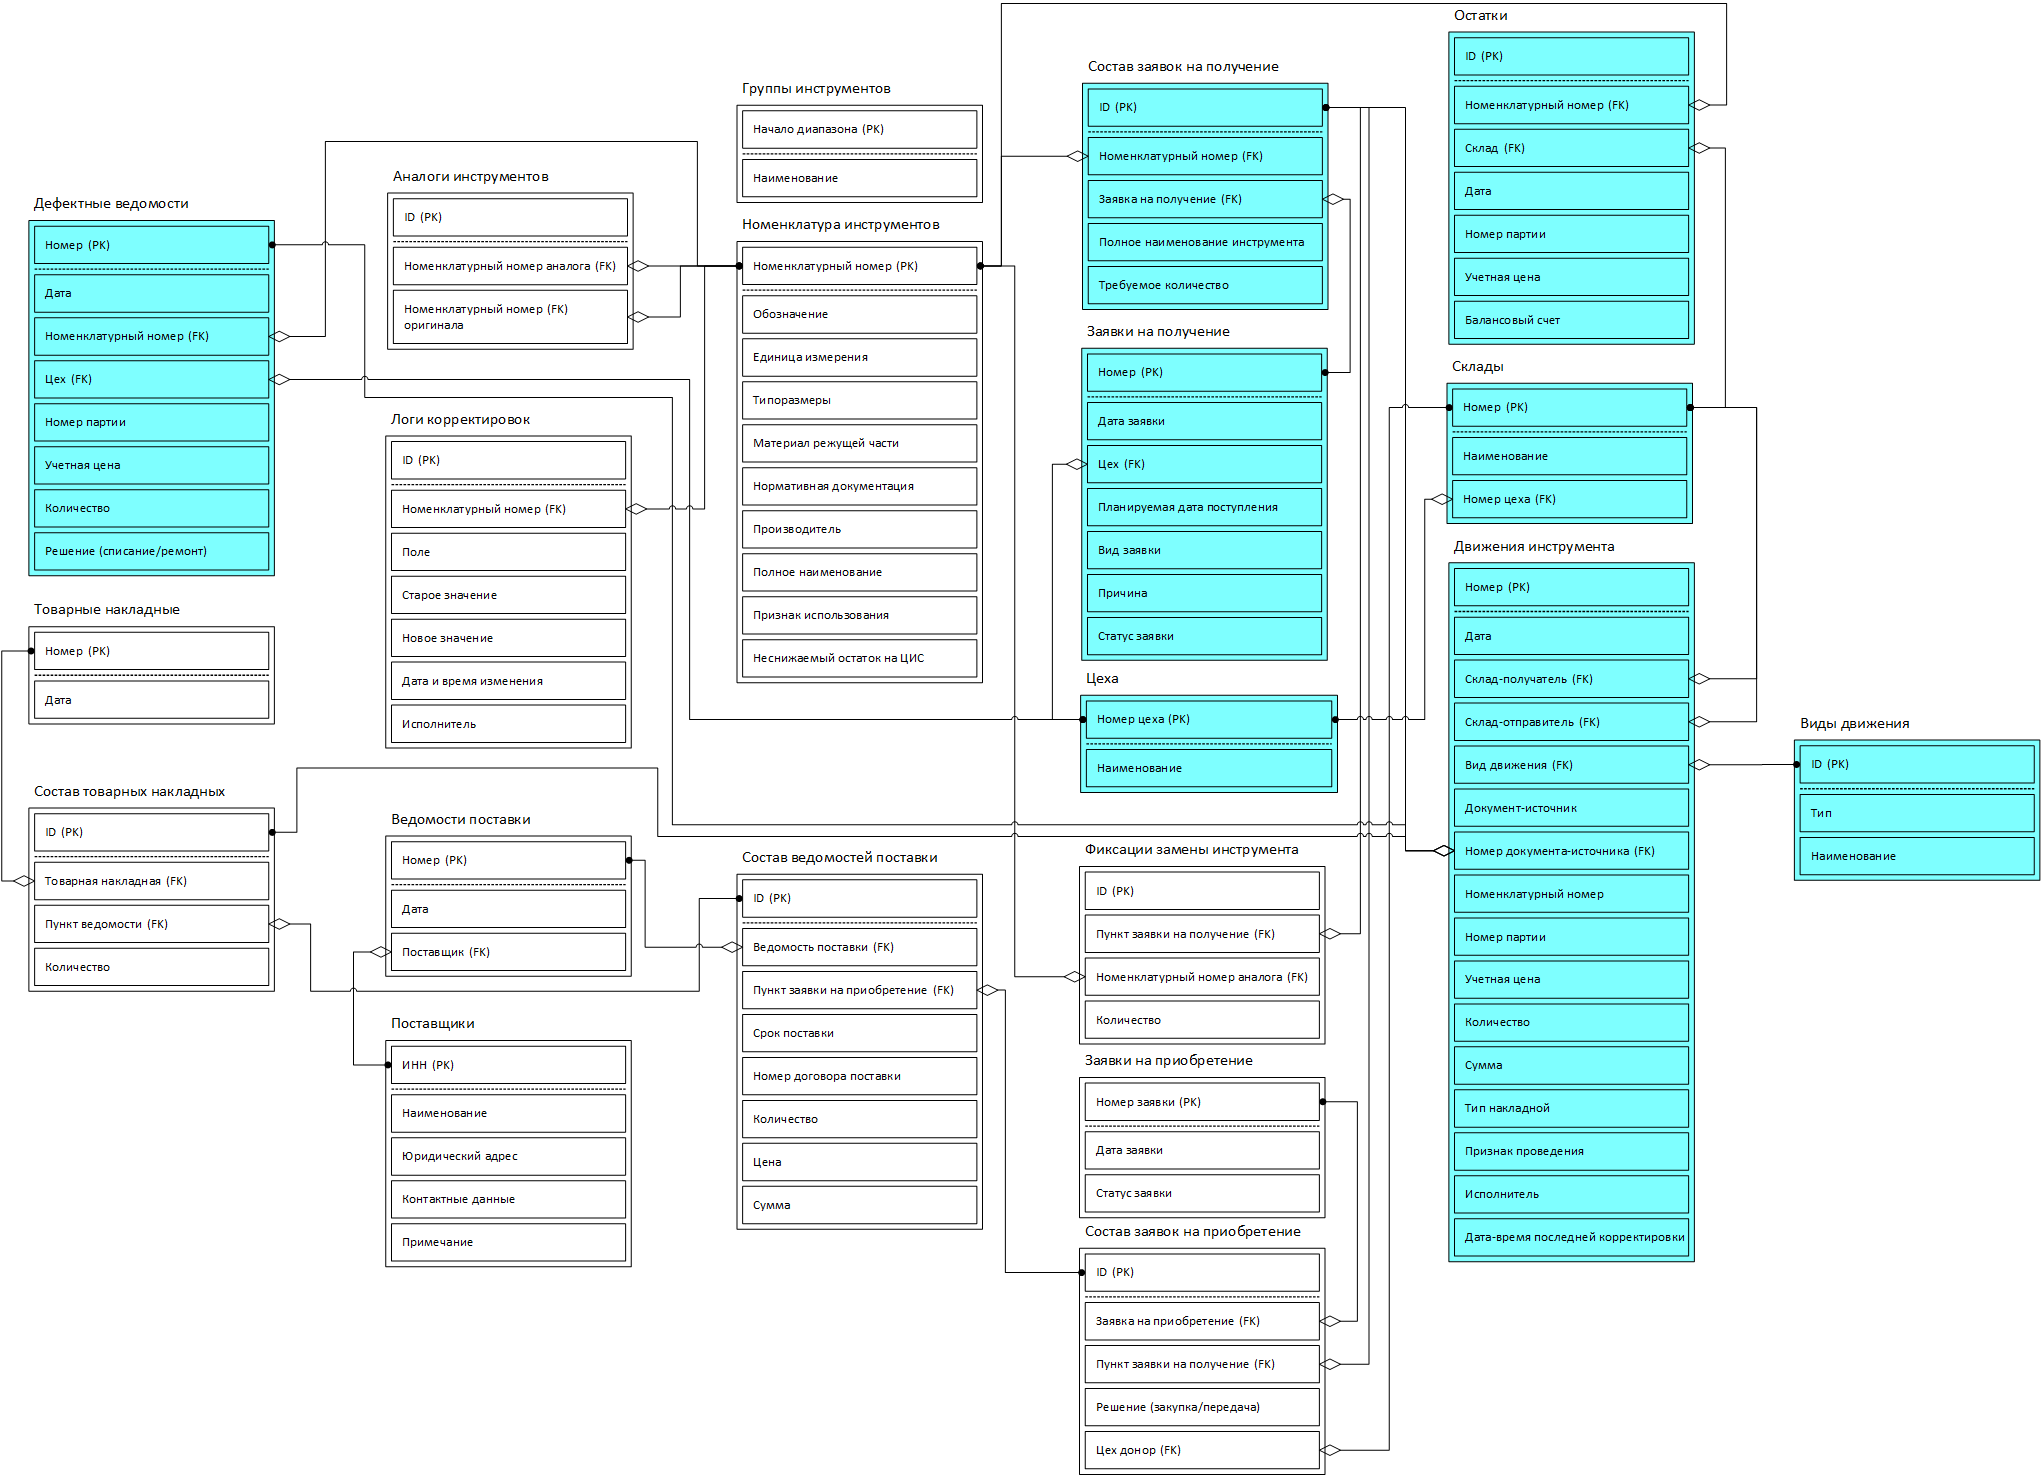 Дефектные ведомости
Номер (PK)
Дата
Номенклатурный номер (FK)
Цех (FK)
Номер партии
Учетная цена
Количество
Решение (списание/ремонт)
Товарные накладные
Номер (PK)
Дата
Состав товарных накладных
ID (PK)
Товарная накладная (FK)
Пункт ведомости (FK)
Количество
Аналоги инструментов
ID (PK)
Номенклатурный номер аналога (FK)
Номенклатурный номер (FK)
оригинала
Логи корректировок
ID (PK)
Номенклатурный номер (FK)
Поле
Старое значение
Новое значение
Дата и время изменения
Исполнитель
Ведомости поставки
Номер (PK)
Дата
Поставщик (FK)
Поставщики
ИНН (PK)
Наименование
Юридический адрес
Контактные данные
Примечание
Группы инструментов
Начало диапазона (PK)
Наименование
Номенклатура инструментов
Номенклатурный номер (PK)
Обозначение
Единица измерения
Типоразмеры
Материал режущей части
Нормативная документация
Производитель
Полное наименование
Признак использования
Неснижаемый остаток на ЦИС
Состав ведомостей поставки
ID (PK)
Ведомость поставки (FK)
Пункт заявки на приобретение (FK)
Срок поставки
Номер договора поставки
Количество
Цена
Сумма
Состав заявок на получение
ID (PK)
Номенклатурный номер (FK)
Заявка на получение (FK)
Полное наименование инструмента
Требуемое количество
Заявки на получение
Номер (PK)
Дата заявки
Цех (FK)
Планируемая дата поступления
Вид заявки
Причина
Статус заявки
Цеха
Номер цеха (PK)
Наименование
Фиксации замены инструмента
ID (PK)
Пункт заявки на получение (FK)
Номенклатурный номер аналога (FK)
Количество
Заявки на приобретение
Номер заявки (PK)
Дата заявки
Статус заявки
Состав заявок на приобретение
ID (PK)
Заявка на приобретение (FK)
Пункт заявки на получение (FK)
Решение (закупка/передача)
Цех донор (FK)
Остатки
ID (PK)
Номенклатурный номер (FK)
Склад (FK)
Дата
Номер партии
Учетная цена
Балансовый счет
Склады
Номер (PK)
Наименование
Номер цеха (FK)
Движения инструмента
Номер (PK)
Дата
Склад-получатель (FK)
Склад-отправитель (FK)
Вид движения (FK)
Документ-источник
Номер документа-источника (FK)
Номенклатурный номер
Номер партии
Учетная цена
Количество
Сумма
Тип накладной
Признак проведения
Исполнитель
Дата-время последней корректировки
Виды движения
ID (PK)
Тип
Наименование